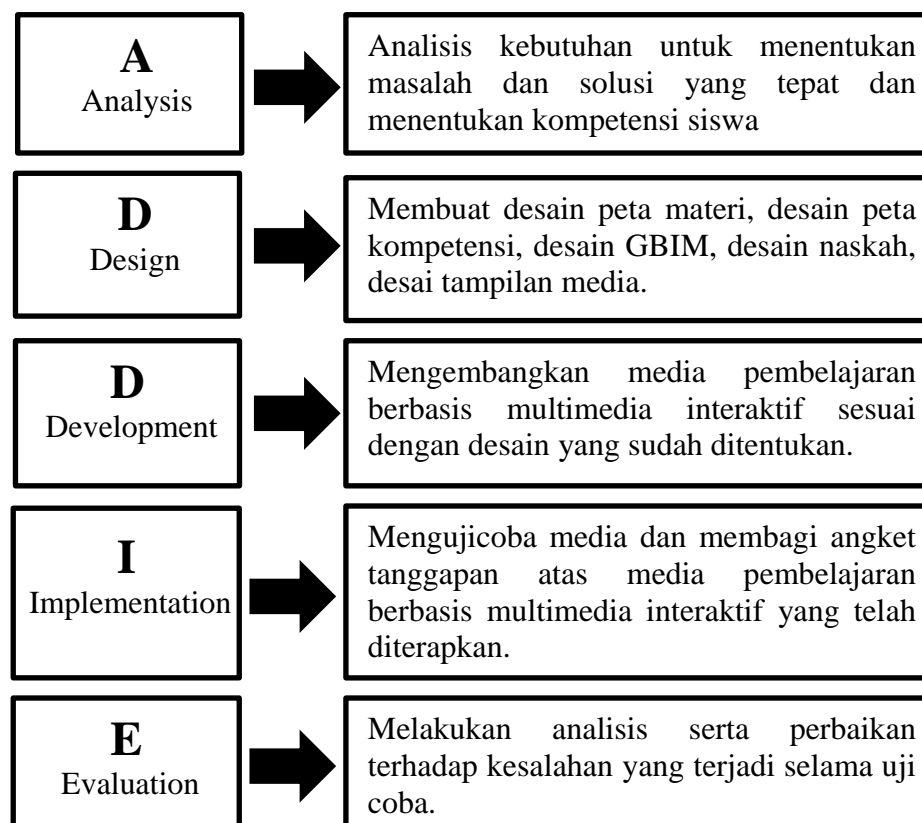 A
Analysis
Analisis kebutuhan untuk menentukan
masalah dan solusi yang tepat dan
menentukan kompetensi siswa
D
Design
Membuat desain peta materi, desain peta
kompetensi, desain GBIM, desain naskah,
desai tampilan media.
D
Development
Mengembangkan media pembelajaran
berbasis multimedia interaktif sesuai
dengan desain yang sudah ditentukan.
I
Implementation
Mengujicoba media dan membagi angket
tanggapan atas media pembelajaran
berbasis multimedia interaktif yang telah
diterapkan.
E
Evaluation
Melakukan analisis serta perbaikan
terhadap kesalahan yang terjadi selama uji
coba.